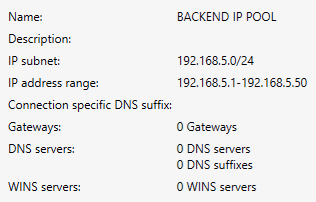 Name: BACKEND IP POOL
Description:
IP subnet: 192.168.5.0/24
IP address range: 192.168.5.1-192.168.5.50
Connection specific DNS suffix:
Gateways: 0 Gateways
DNS servers: 0 DNS servers
0 DNS suffixes
WINS servers: 0 WINS servers